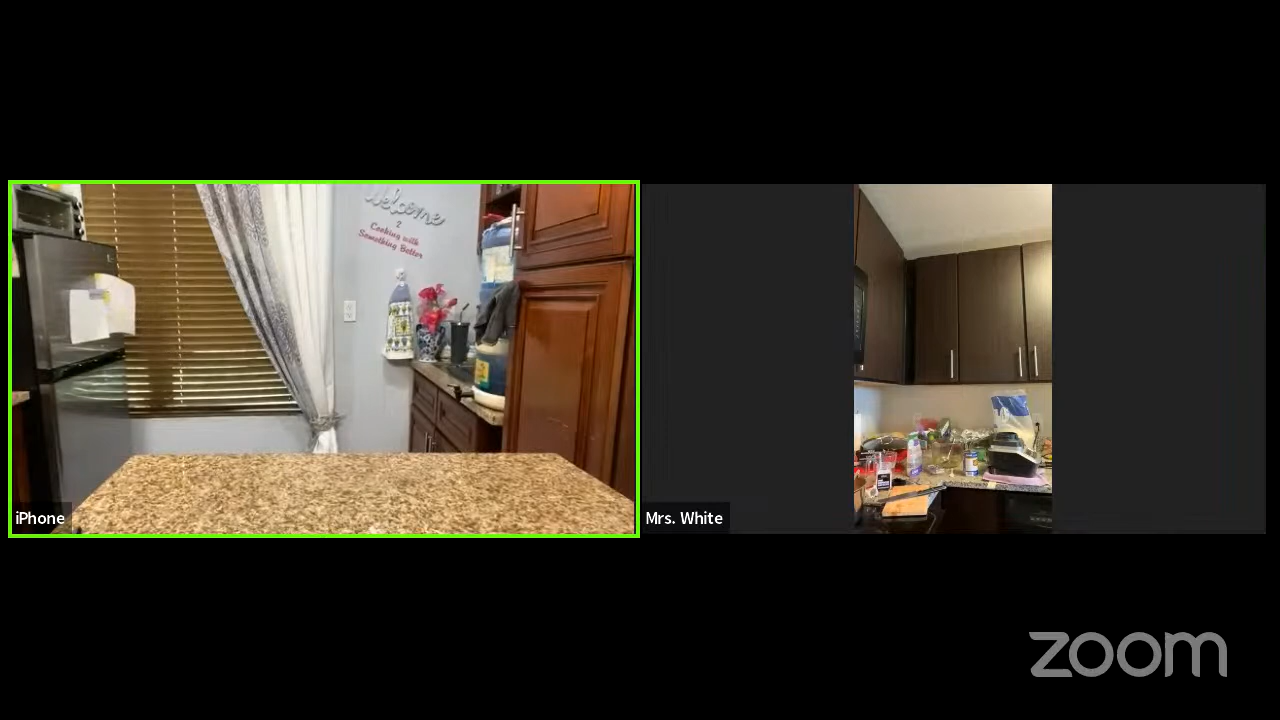 Welcome
2
Cooking with
Something Better
iPhone
Mrs. White
zoom